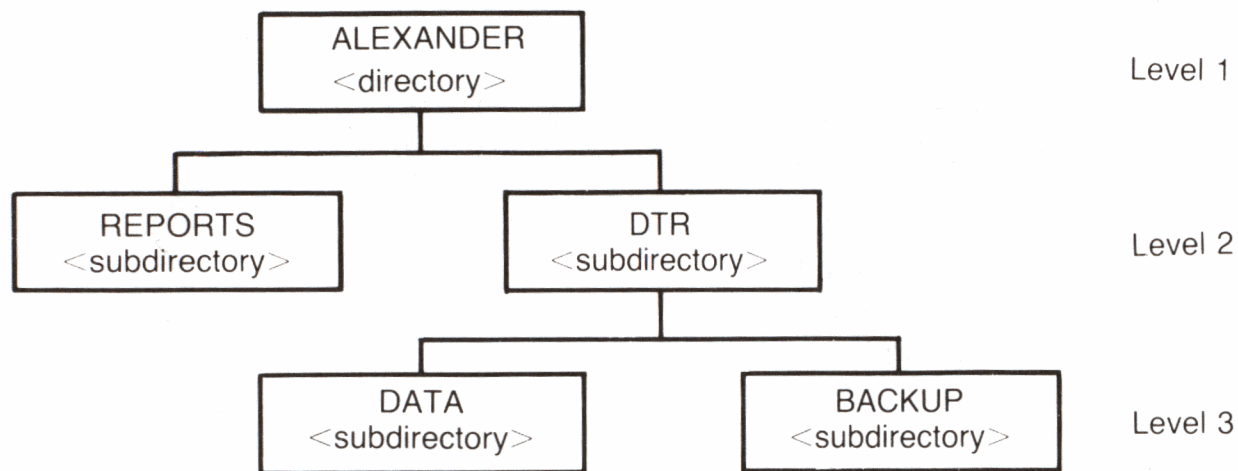 ALEXANDER
<directory>
Level 1
REPORTS
<subdirectory>
DTR
<subdirectory>
Level 2
DATA
<subdirectory>
BACKUP
<subdirectory>
Level 3